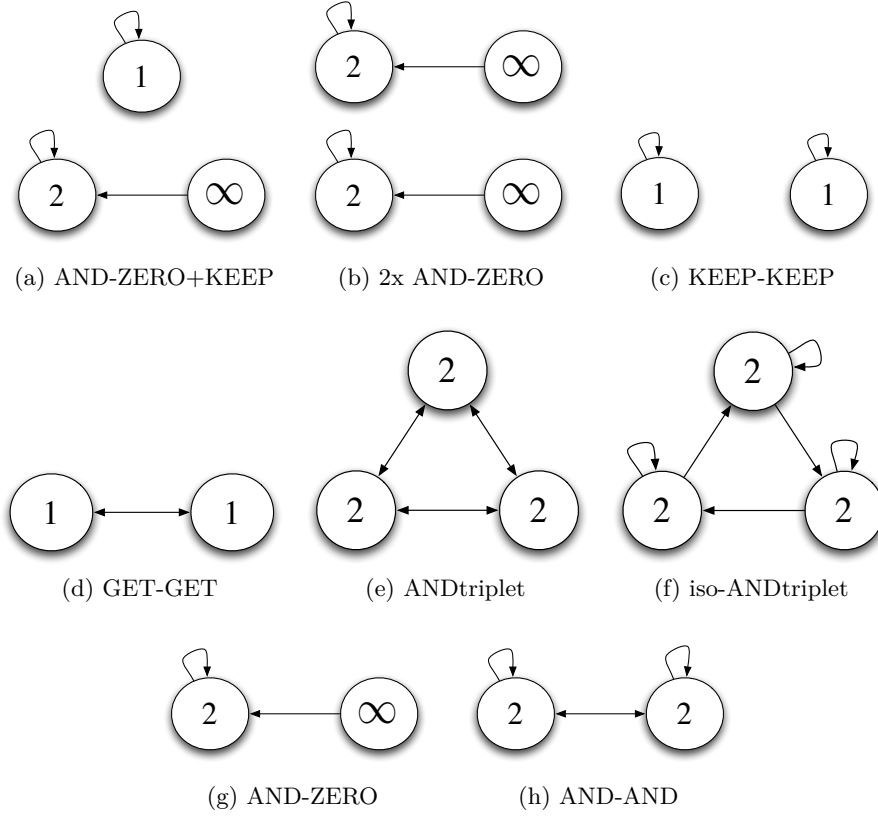 1
2
∞
2
∞
2
∞
1
1
(a) AND-ZERO+KEEP
(b) 2x AND-ZERO
(c) KEEP-KEEP
2
2
1
1
2
2
2
2
(d) GET-GET
(e) ANDtriplet
(f) iso-ANDtriplet
2
∞
2
2
(g) AND-ZERO
(h) AND-AND